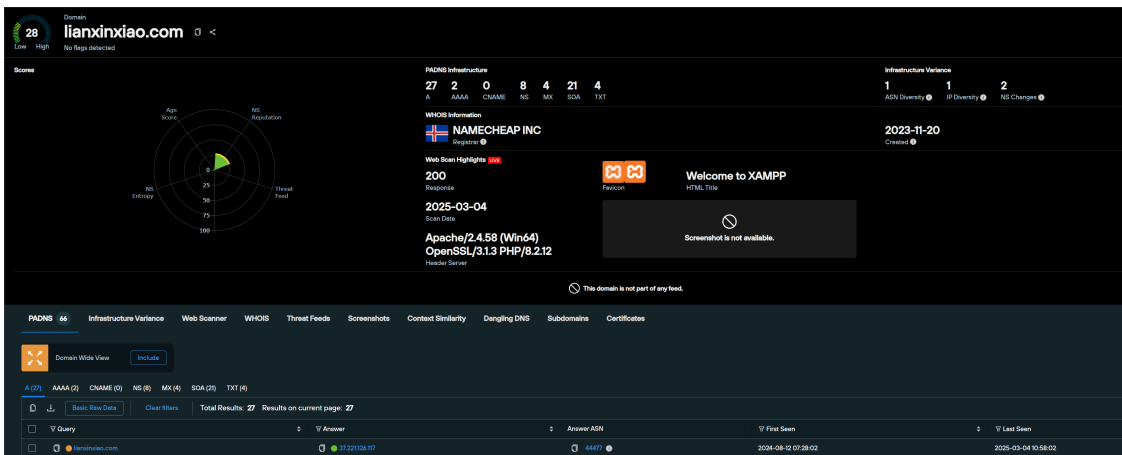 Domain
28
lianxinxiao.com
Low High
No flags detected
Scores
Age Score
NS Reputation
Threat Feed
NS Entropy
0
25
50
75
100
PADNS Infrastructure
27 2 0 8 4 21 4
A AAAA CNAME NS MX SOA TXT
Infrastructure Variance
1 1 2
ASN Diversity IP Diversity NS Changes
WHOIS Information
NAMECHEAP INC
Registrar
2023-11-20
Created
Web Scan Highlights LIVE
200
Response
Favicon
Welcome to XAMPP
HTML Title
2025-03-04
Scan Date
Screenshot is not available.
Apache/2.4.58 (Win64)
OpenSSL/3.1.3 PHP/8.2.12
Header Server
This domain is not part of any feed.
PADNS 66 Infrastructure Variance Web Scanner WHOIS Threat Feeds Screenshots Context Similarity Dangling DNS Subdomains Certificates
Domain Wide View Include
A (27) AAAA (2) CNAME (0) NS (8) MX (4) SOA (21) TXT (4)
Basic Raw Data Clear filters Total Results: 27 Results on current page: 27
Query Answer Answer ASN First Seen Last Seen
lianxinxiao.com 37.221.126.117 44477 2024-08-12 07:28:02 2025-03-04 10:58:02